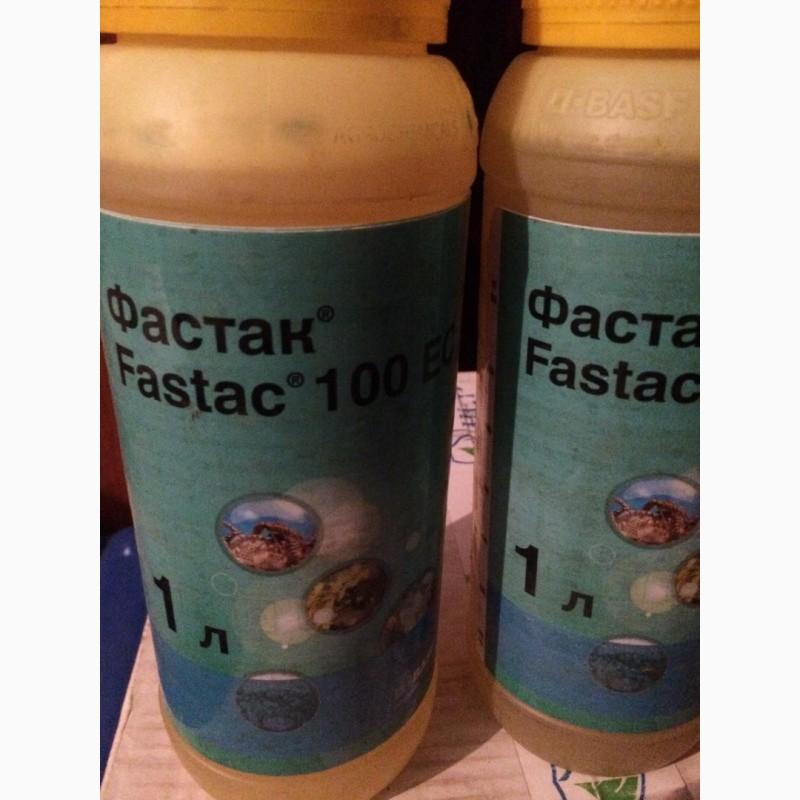 Фастак®
Fastac® 100 EC
1 л
BASF
Фаста
Fastac
1 л